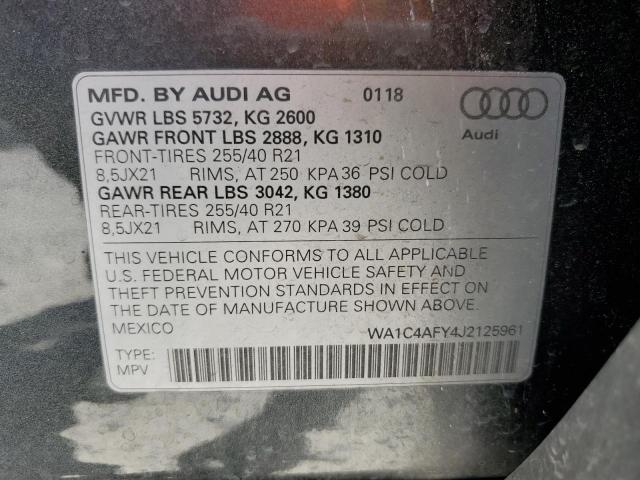 MFD. BY AUDI AG 0118
GVWR LBS 5732, KG 2600
GAWR FRONT LBS 2888, KG 1310
FRONT-TIRES 255/40 R21
8,5JX21 RIMS, AT 250 KPA 36 PSI COLD
GAWR REAR LBS 3042, KG 1380
REAR-TIRES 255/40 R21
8,5JX21 RIMS, AT 270 KPA 39 PSI COLD
Audi
THIS VEHICLE CONFORMS TO ALL APPLICABLE
U.S. FEDERAL MOTOR VEHICLE SAFETY AND
THEFT PREVENTION STANDARDS IN EFFECT ON
THE DATE OF MANUFACTURE SHOWN ABOVE.
MEXICO WA1C4AFY4J2125961
TYPE:
MPV